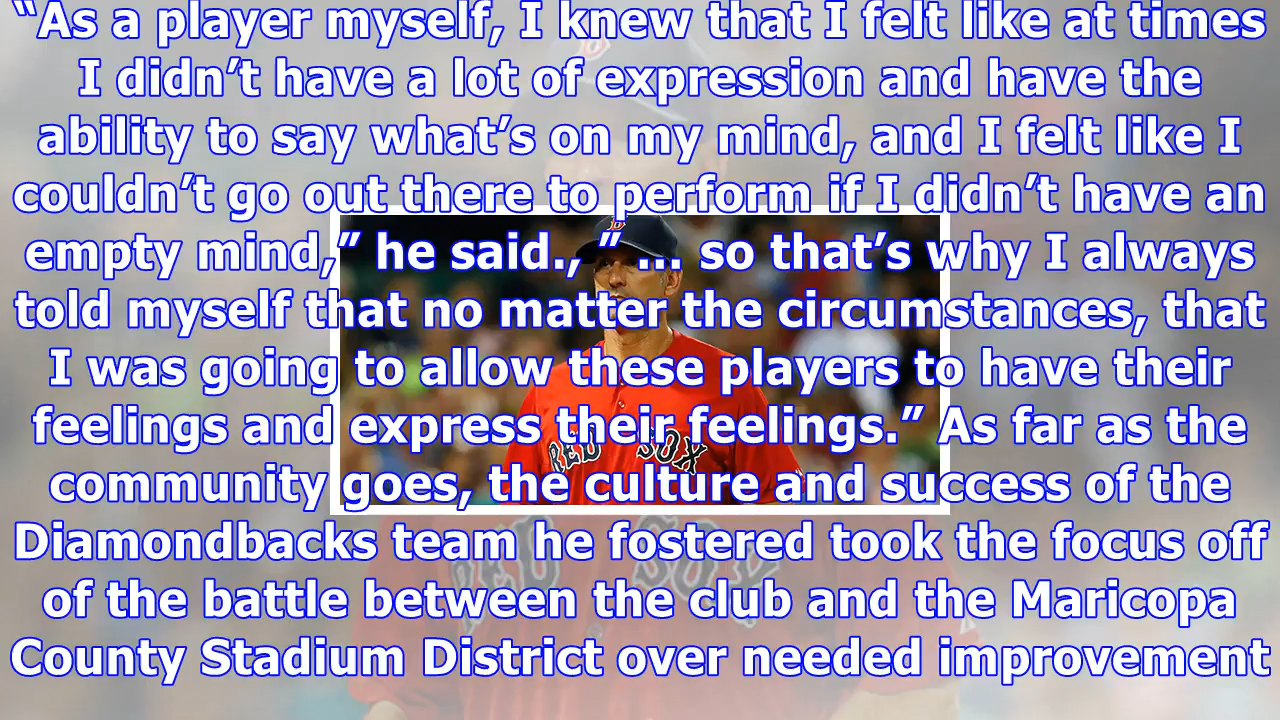 “As a player myself, I knew that I felt like at times
I didn’t have a lot of expression and have the
ability to say what’s on my mind, and I felt like I
couldn’t go out there to perform if I didn’t have an
empty mind,” he said., ” ... so that’s why I always
told myself that no matter the circumstances, that
I was going to allow these players to have their
feelings and express their feelings.” As far as the
community goes, the culture and success of the
Diamondbacks team he fostered took the focus off
of the battle between the club and the Maricopa
County Stadium District over needed improvement
RED SOX
RED SOX